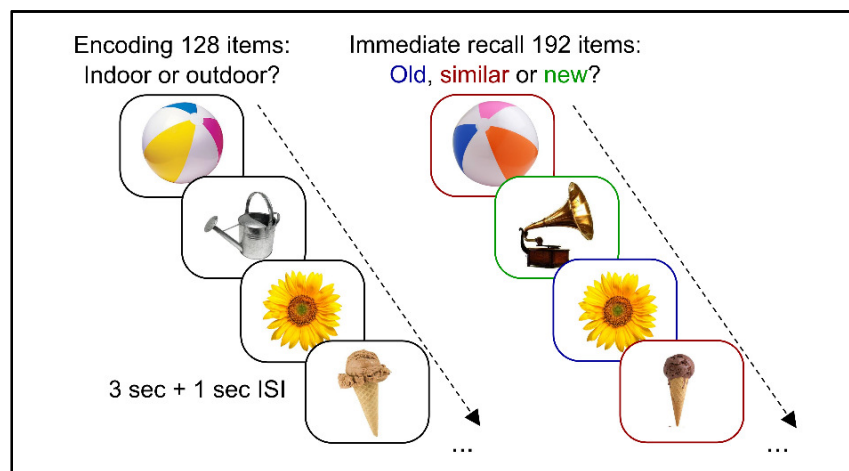 Encoding 128 items:
Indoor or outdoor?
Immediate recall 192 items:
Old, similar or new?
3 sec + 1 sec ISI
...
...